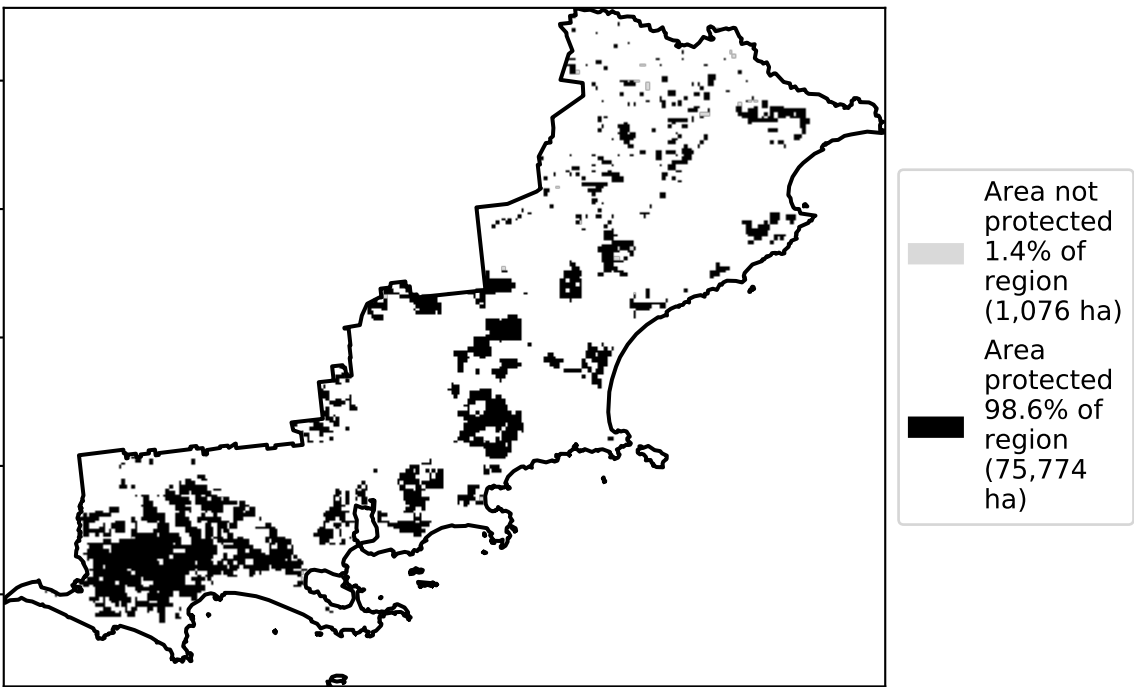 Area not
protected
1.4% of
region
(1,076 ha)
Area
protected
98.6% of
region
(75,774
ha)